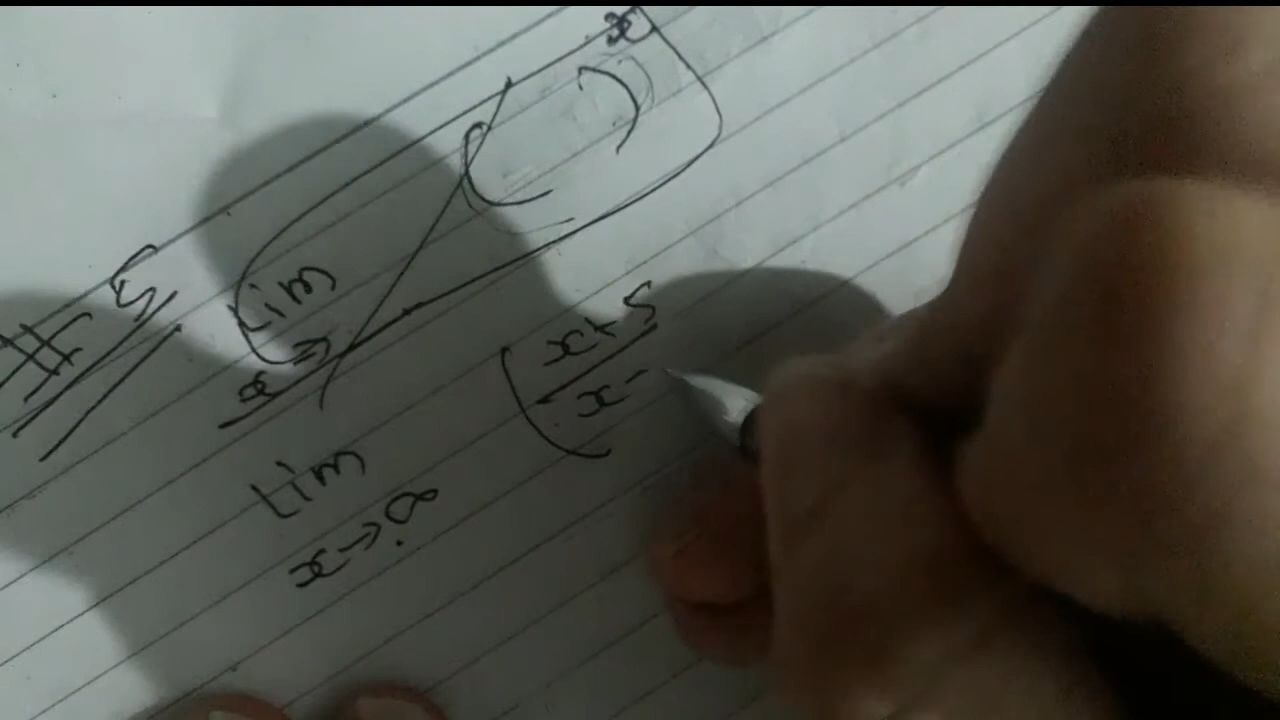 # 5
lim ( )^x
x→
lim (x+5
x→∞ x-